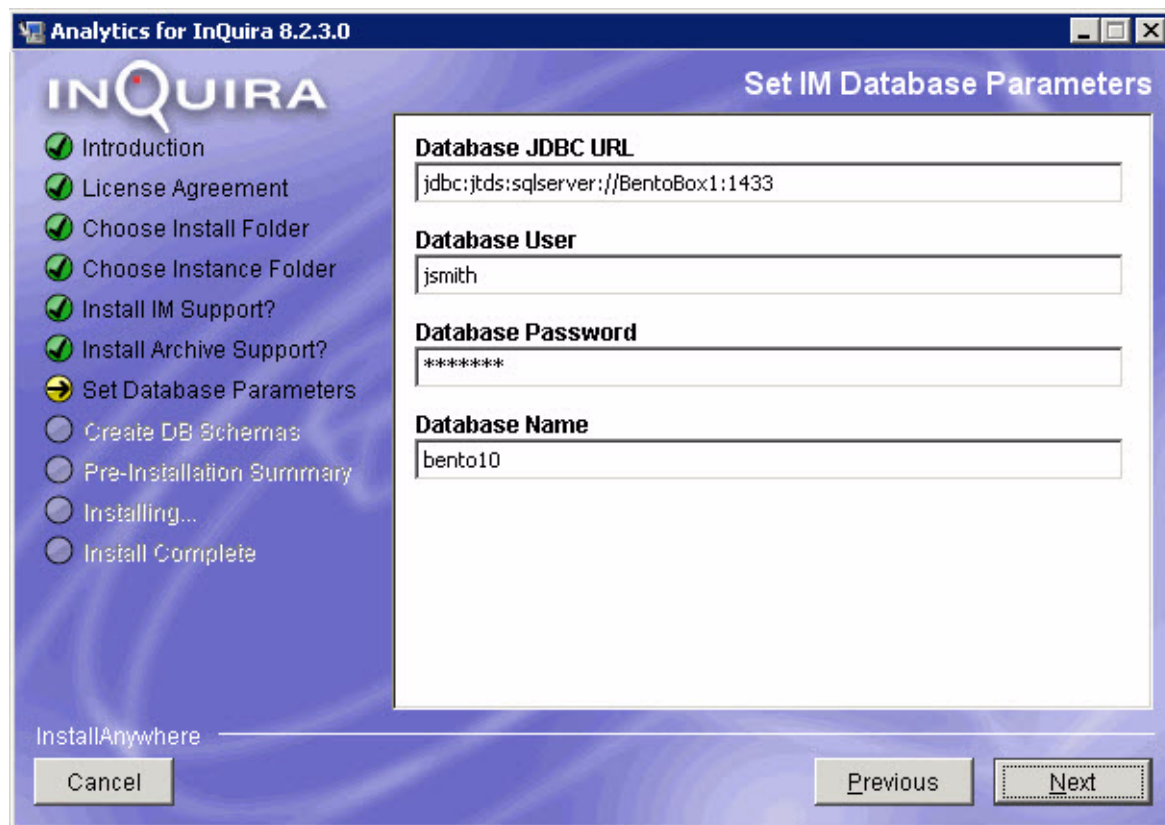 Analytics for InQuira 8.2.3.0
INQUIRA
Set IM Database Parameters
Introduction
License Agreement
Choose Install Folder
Choose Instance Folder
Install IM Support?
Install Archive Support?
Set Database Parameters
Create DB Schemas
Pre-Installation Summary
Installing...
Install Complete
Database JDBC URL
jdbc:jtds:sqlserver://BentoBox1:1433
Database User
jsmith
Database Password
*******
Database Name
bento10
InstallAnywhere
Cancel
Previous
Next